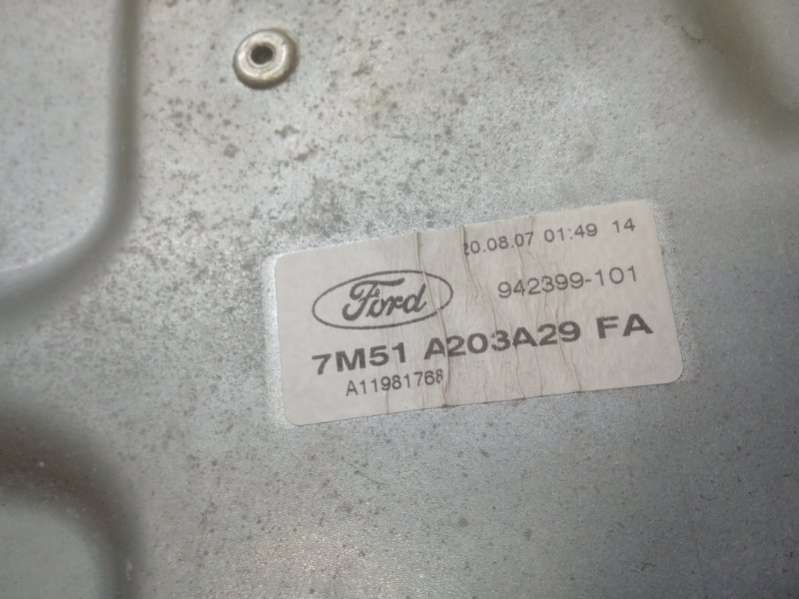 20.08.07 01:49 14
942399-101
Ford
7M51 A203A29 FA
A11981768